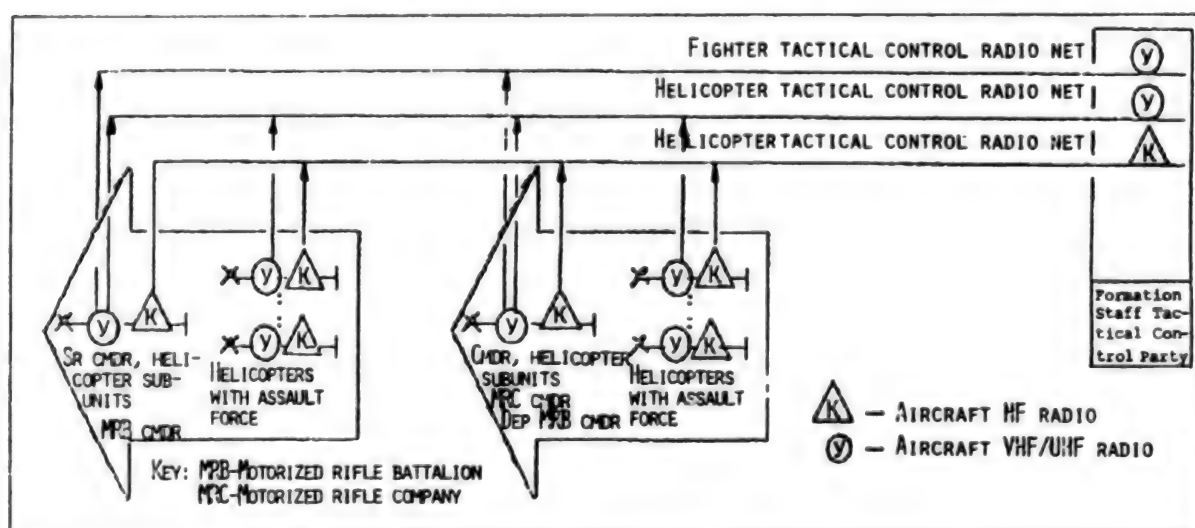 FIGHTER TACTICAL CONTROL RADIO NET
У
HELICOPTER TACTICAL CONTROL RADIO NET
У
HELICOPTER TACTICAL CONTROL RADIO NET
К
У К
У К
У К
У К
У К
У К
SR CMDR, HELI-
COPTER SUB-
UNITS
MRB CMDR
HELICOPTERS
WITH ASSAULT
FORCE
CMDR, HELICOPTER
SUBUNITS
MRC CMDR
DEP MRB CMDR
HELICOPTERS
WITH ASSAULT
FORCE
Formation
Staff Tac-
tical Con-
trol Party
К — AIRCRAFT HF RADIO
У — AIRCRAFT VHF/UHF RADIO
KEY: MRB-MOTORIZED RIFLE BATTALION
MRC-MOTORIZED RIFLE COMPANY